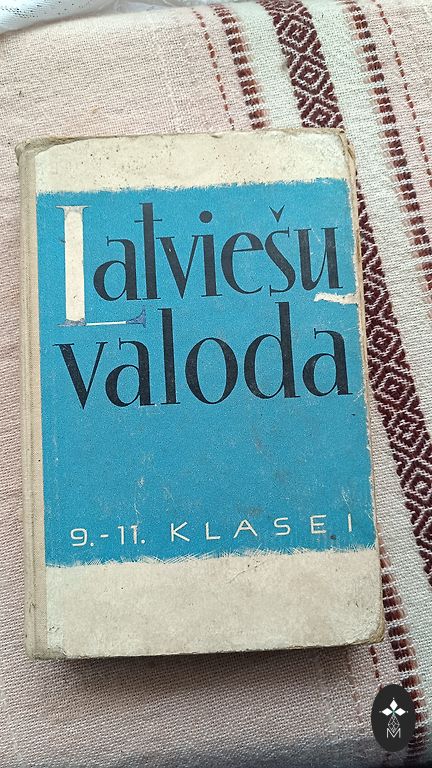 Latviešu
valoda
9.-11. KLASEI